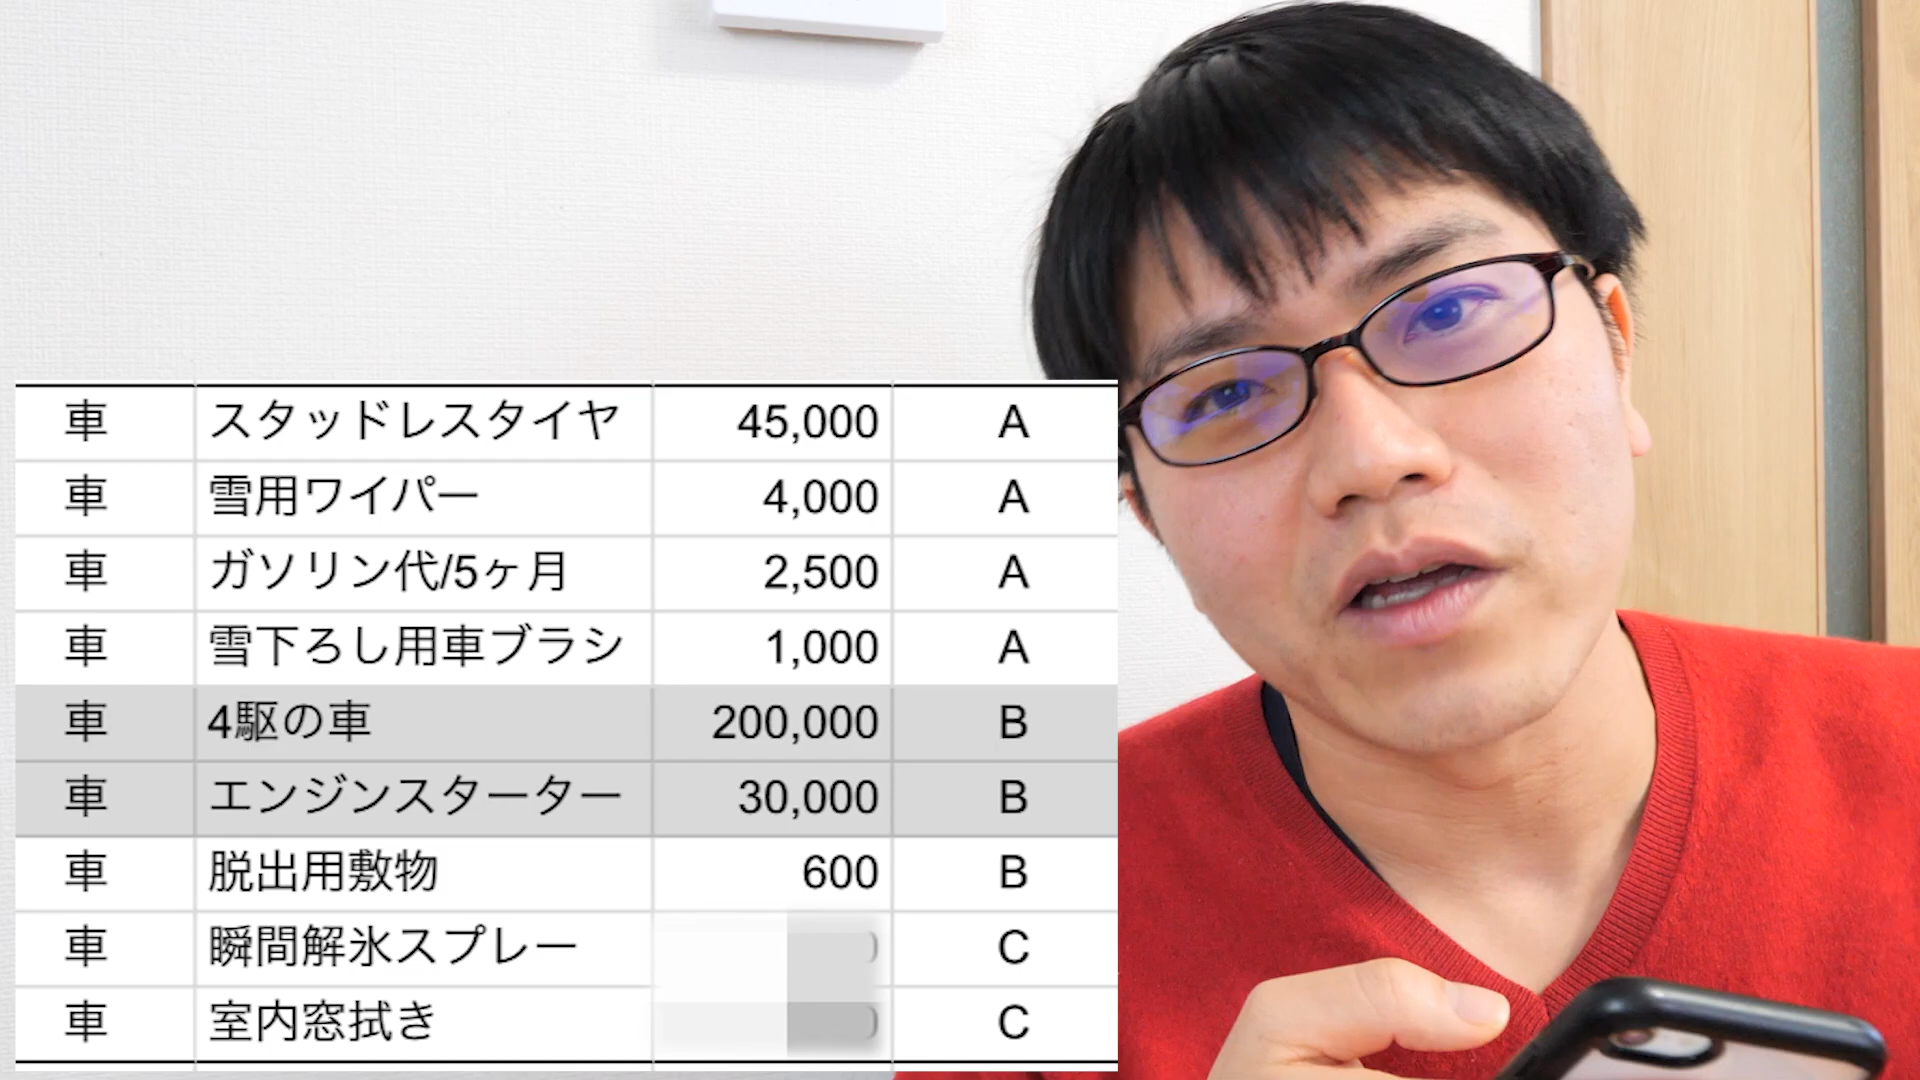 車 スタッドレスタイヤ 45,000 A
車 雪用ワイパー 4,000 A
車 ガソリン代/5ヶ月 2,500 A
車 雪下ろし用車ブラシ 1,000 A
車 4駆の車 200,000 B
車 エンジンスターター 30,000 B
車 脱出用敷物 600 B
車 瞬間解氷スプレー C
車 室内窓拭き C